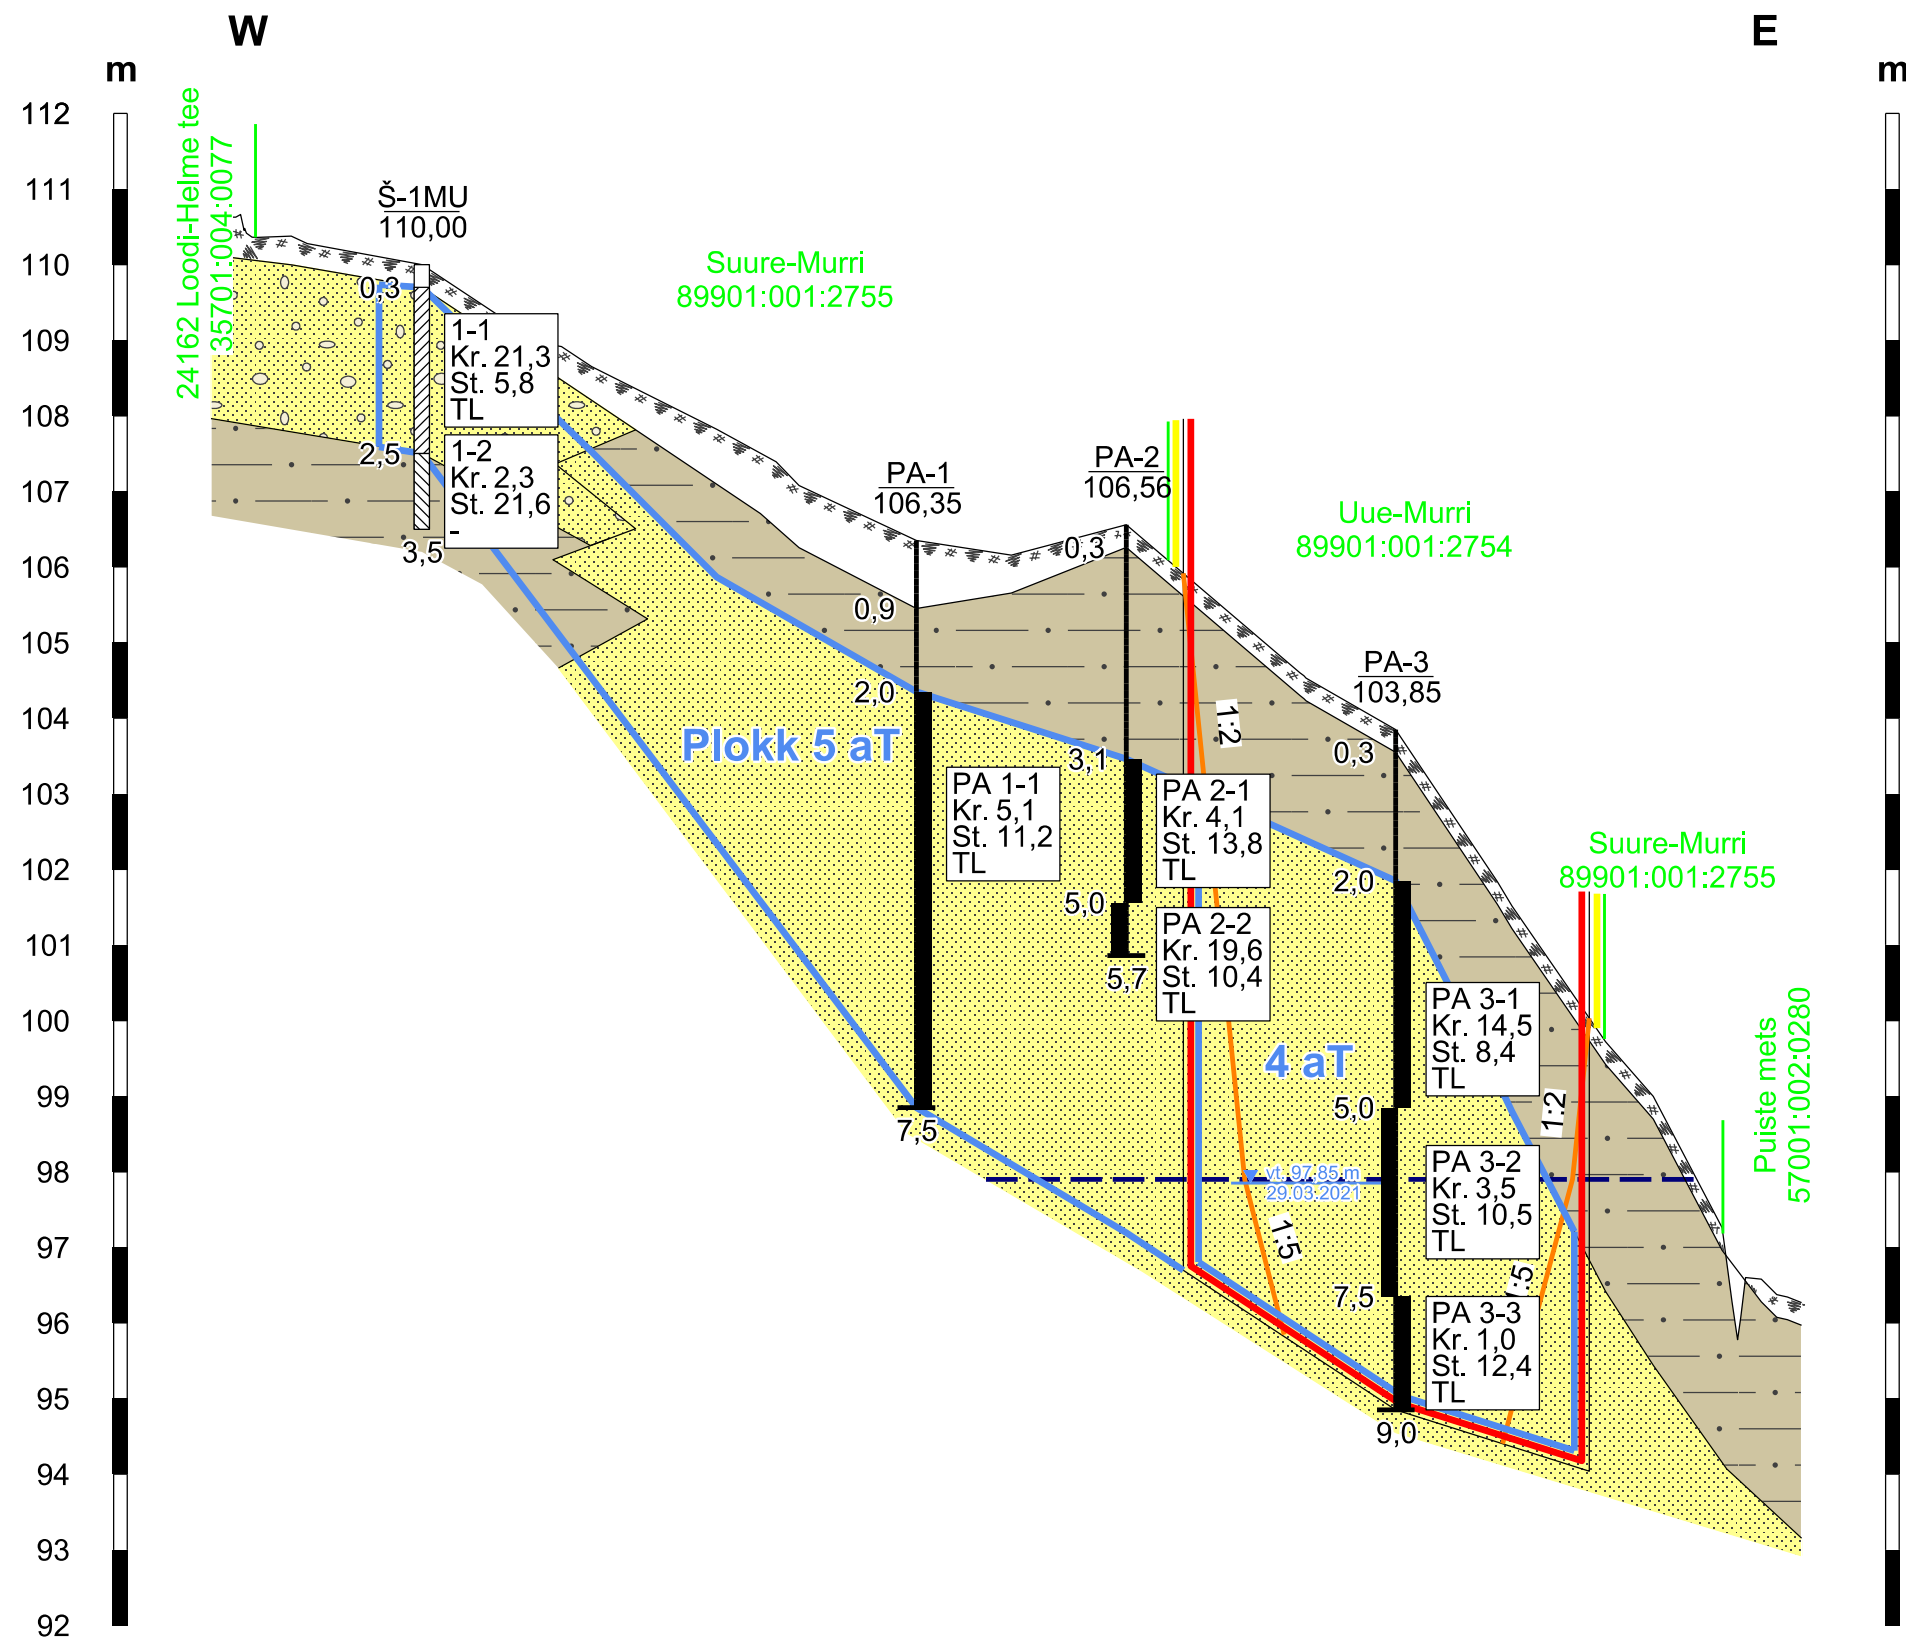 W
E
m
m
112
111
110
109
108
107
106
105
104
103
102
101
100
99
98
97
96
95
94
93
92
24162 Loodi-Helme tee
35701:004:0077
Š-1MU
110,00
0,3
2,5
3,5
1-1
Kr. 21,3
St. 5,8
TL
1-2
Kr. 2,3
St. 21,6
-
Suure-Murri
89901:001:2755
PA-1
106,35
0,9
2,0
7,5
Plokk 5 aT
PA 1-1
Kr. 5,1
St. 11,2
TL
PA-2
106,56
0,3
3,1
5,0
5,7
PA 2-1
Kr. 4,1
St. 13,8
TL
PA 2-2
Kr. 19,6
St. 10,4
TL
Uue-Murri
89901:001:2754
1:2
1:5
4 aT
vt. 97,85 m
29.03.2021
PA-3
103,85
0,3
2,0
5,0
7,5
9,0
PA 3-1
Kr. 14,5
St. 8,4
TL
PA 3-2
Kr. 3,5
St. 10,5
TL
PA 3-3
Kr. 1,0
St. 12,4
TL
1:2
1:5
Suure-Murri
89901:001:2755
Puiste mets
57001:002:0280